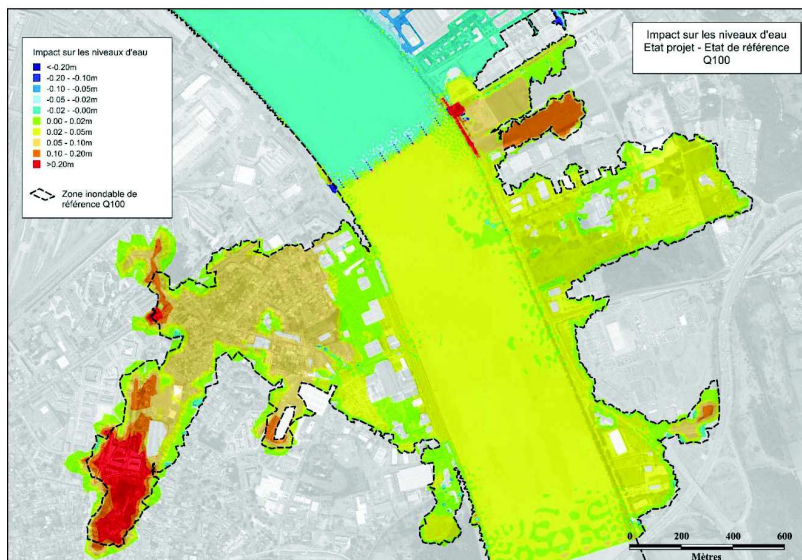 Impact sur les niveaux d'eau
<-0.20m
-0.20 - -0.10m
-0.10 - -0.05m
-0.05 - -0.02m
-0.02 - -0.00m
0.00 - 0.02m
0.02 - 0.05m
0.05 - 0.10m
0.10 - 0.20m
>0.20m
Zone inondable de
référence Q100
Impact sur les niveaux d'eau
Etat projet - Etat de référence
Q100
0 200 400 600
Mètres